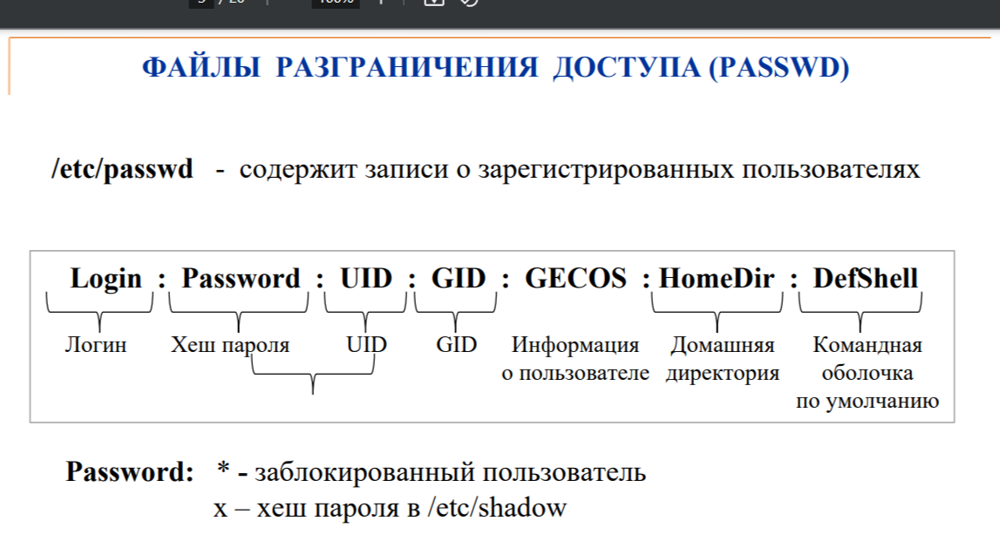 ФАЙЛЫ РАЗГРАНИЧЕНИЯ ДОСТУПА (PASSWD)
/etc/passwd - содержит записи о зарегистрированных пользователях
Login : Password : UID : GID : GECOS : HomeDir : DefShell
Логин Хеш пароля UID GID Информация Домашняя Командная
о пользователе директория оболочка
по умолчанию
Password: * - заблокированный пользователь
x – хеш пароля в /etc/shadow